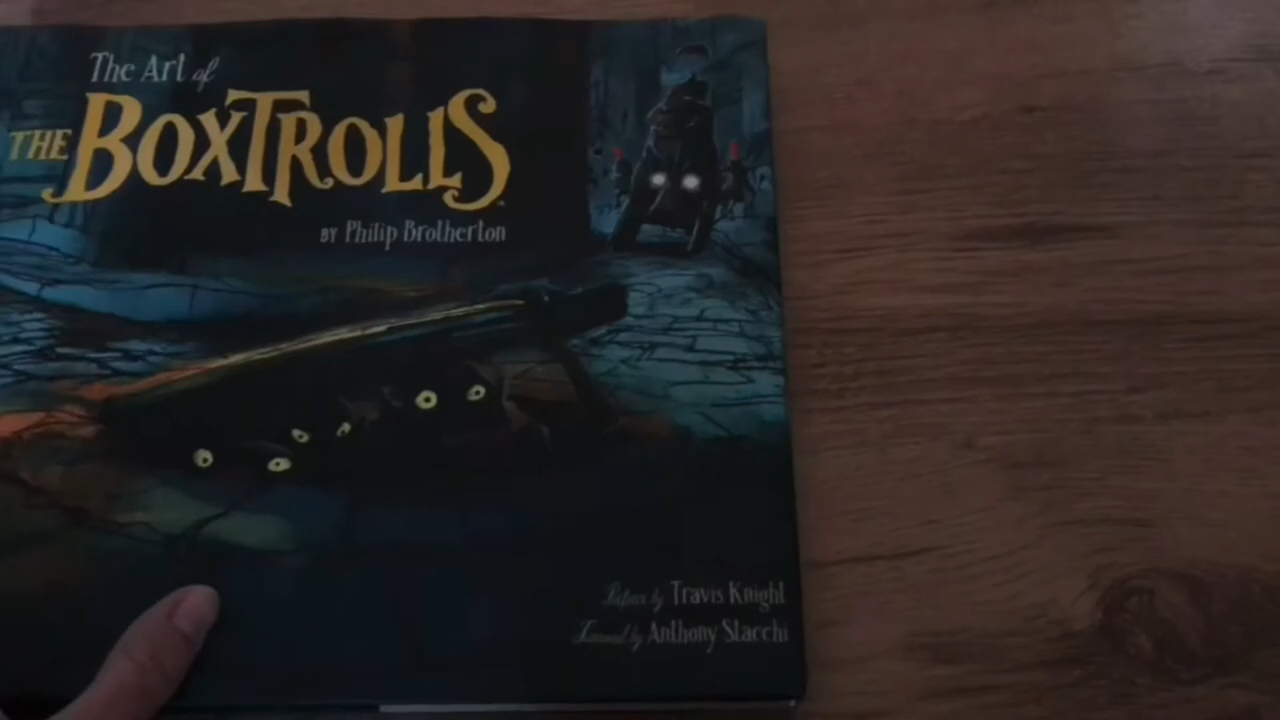 The Art of
THE BOXTROLLS
BY Philip Brotherton
Preface by Travis Knight
Foreword by Anthony Stacchi